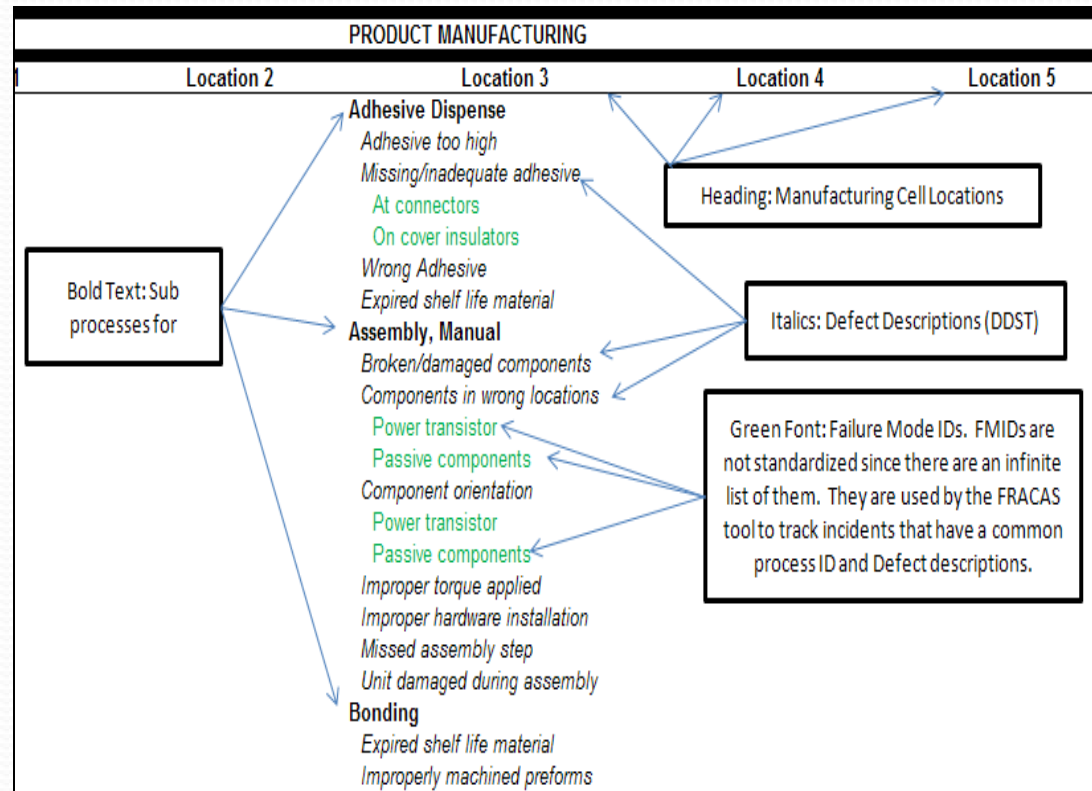 PRODUCT MANUFACTURING
1 Location 2 Location 3 Location 4 Location 5
Adhesive Dispense
Adhesive too high
Missing/inadequate adhesive
At connectors
On cover insulators
Wrong Adhesive
Expired shelf life material
Assembly, Manual
Broken/damaged components
Components in wrong locations
Power transistor
Passive components
Component orientation
Power transistor
Passive components
Improper torque applied
Improper hardware installation
Missed assembly step
Unit damaged during assembly
Bonding
Expired shelf life material
Improperly machined preforms
Bold Text: Sub
processes for
Heading: Manufacturing Cell Locations
Italics: Defect Descriptions (DDST)
Green Font: Failure Mode IDs. FMIDs are
not standardized since there are an infinite
list of them. They are used by the FRACAS
tool to track incidents that have a common
process ID and Defect descriptions.